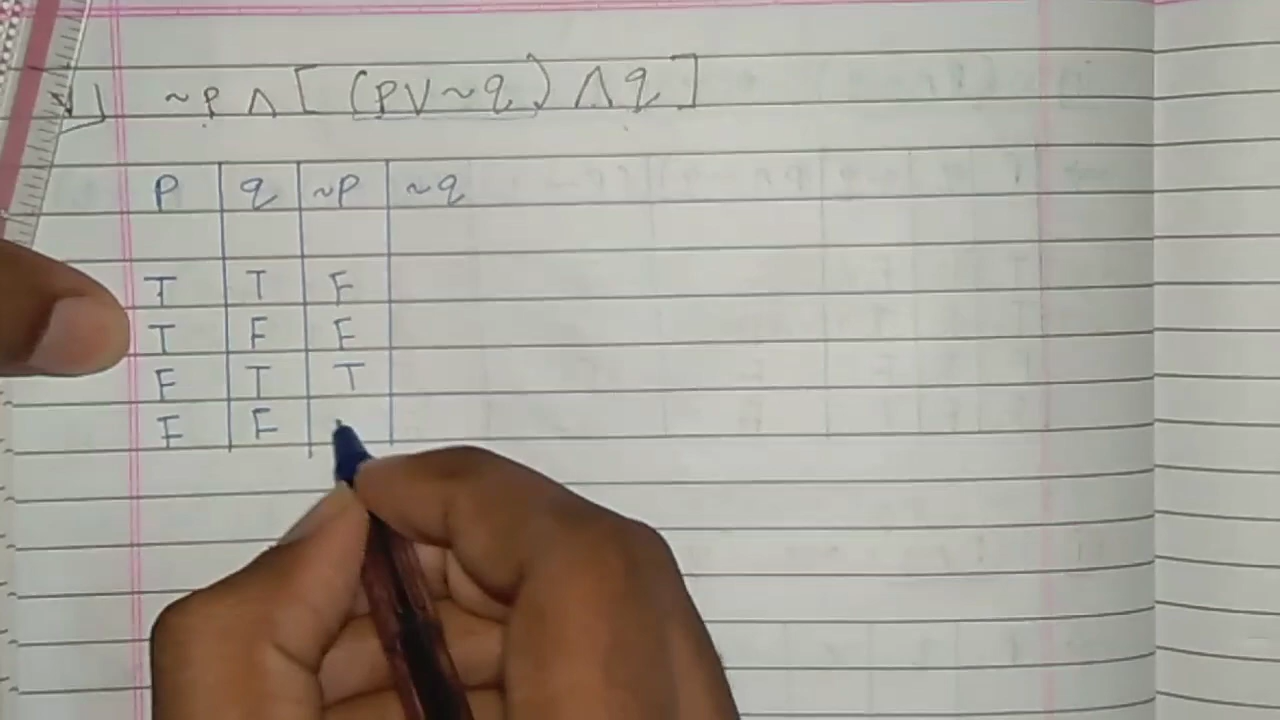 ~p ∧ [ (p∨~q) ∧ q ]
p q ~p ~q
T T F
T F F
F T T
F F